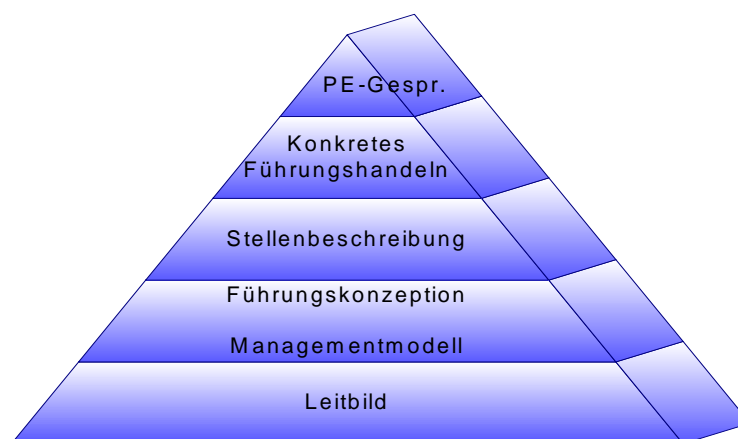 PE-Gespr.
Konkretes
Führungshandeln
Stellenbeschreibung
Führungskonzeption
Managementmodell
Leitbild